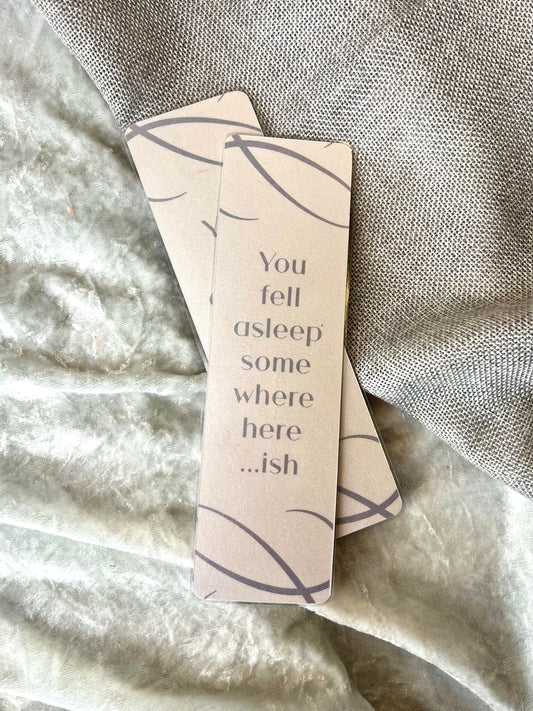 You
fell
asleep
some
where
here
...ish